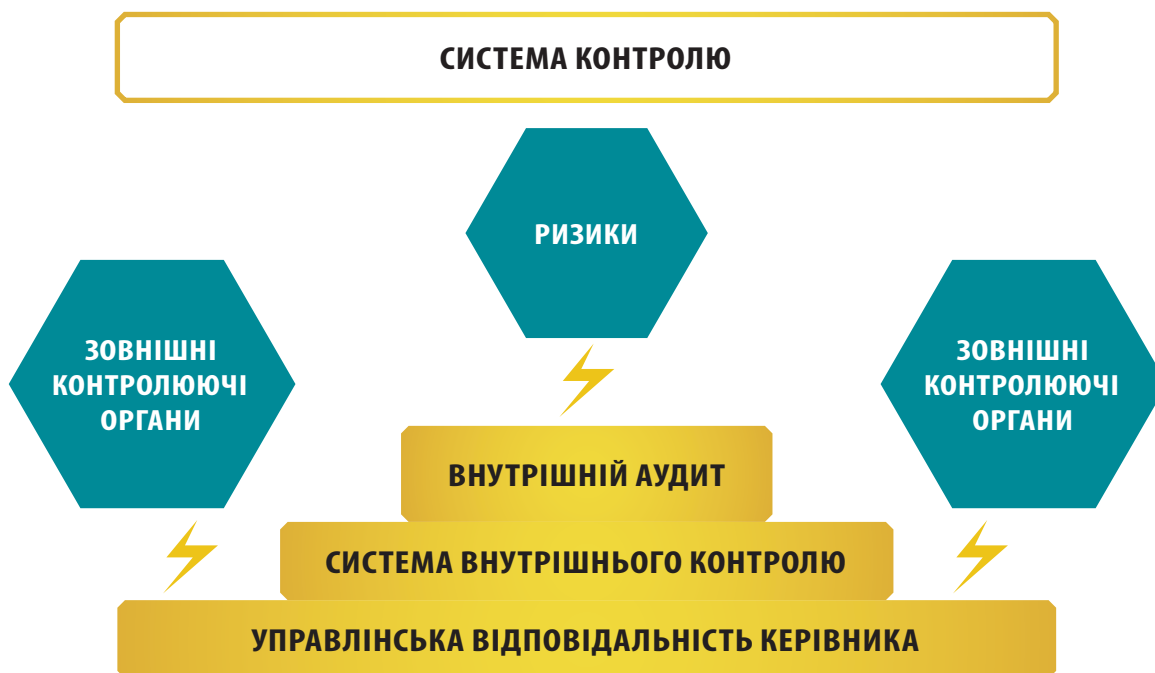 СИСТЕМА КОНТРОЛЮ
РИЗИКИ
ЗОВНІШНІ
КОНТРОЛЮЮЧІ
ОРГАНИ
ЗОВНІШНІ
КОНТРОЛЮЮЧІ
ОРГАНИ
ВНУТРІШНІЙ АУДИТ
СИСТЕМА ВНУТРІШНЬОГО КОНТРОЛЮ
УПРАВЛІНСЬКА ВІДПОВІДАЛЬНІСТЬ КЕРІВНИКА